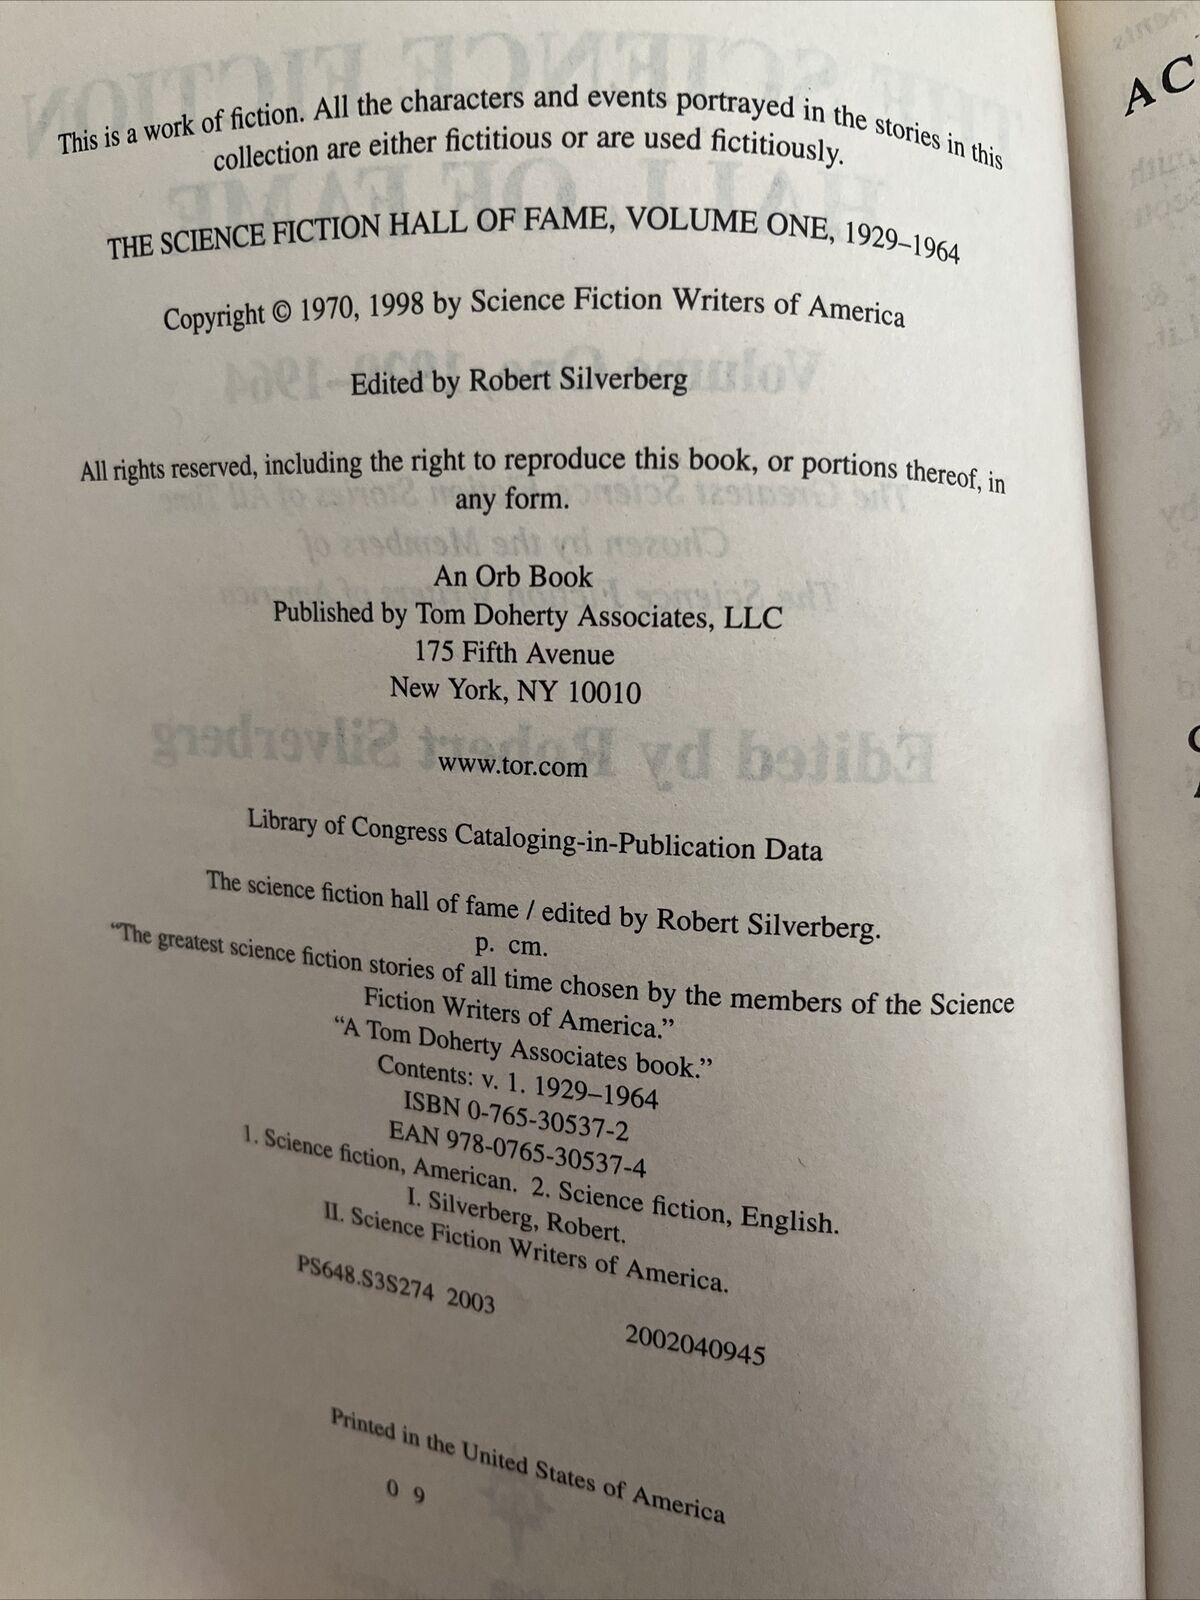 This is a work of fiction. All the characters and events portrayed in the stories in this
collection are either fictitious or are used fictitiously.
THE SCIENCE FICTION HALL OF FAME, VOLUME ONE, 1929–1964
Copyright © 1970, 1998 by Science Fiction Writers of America
Edited by Robert Silverberg
All rights reserved, including the right to reproduce this book, or portions thereof, in
any form.
An Orb Book
Published by Tom Doherty Associates, LLC
175 Fifth Avenue
New York, NY 10010
www.tor.com
Library of Congress Cataloging-in-Publication Data
The science fiction hall of fame / edited by Robert Silverberg.
p. cm.
“The greatest science fiction stories of all time chosen by the members of the Science
Fiction Writers of America.”
“A Tom Doherty Associates book.”
Contents: v. 1. 1929–1964
ISBN 0-765-30537-2
EAN 978-0765-30537-4
1. Science fiction, American. 2. Science fiction, English.
I. Silverberg, Robert.
II. Science Fiction Writers of America.
PS648.S3S274 2003
2002040945
Printed in the United States of America
0 9
AC